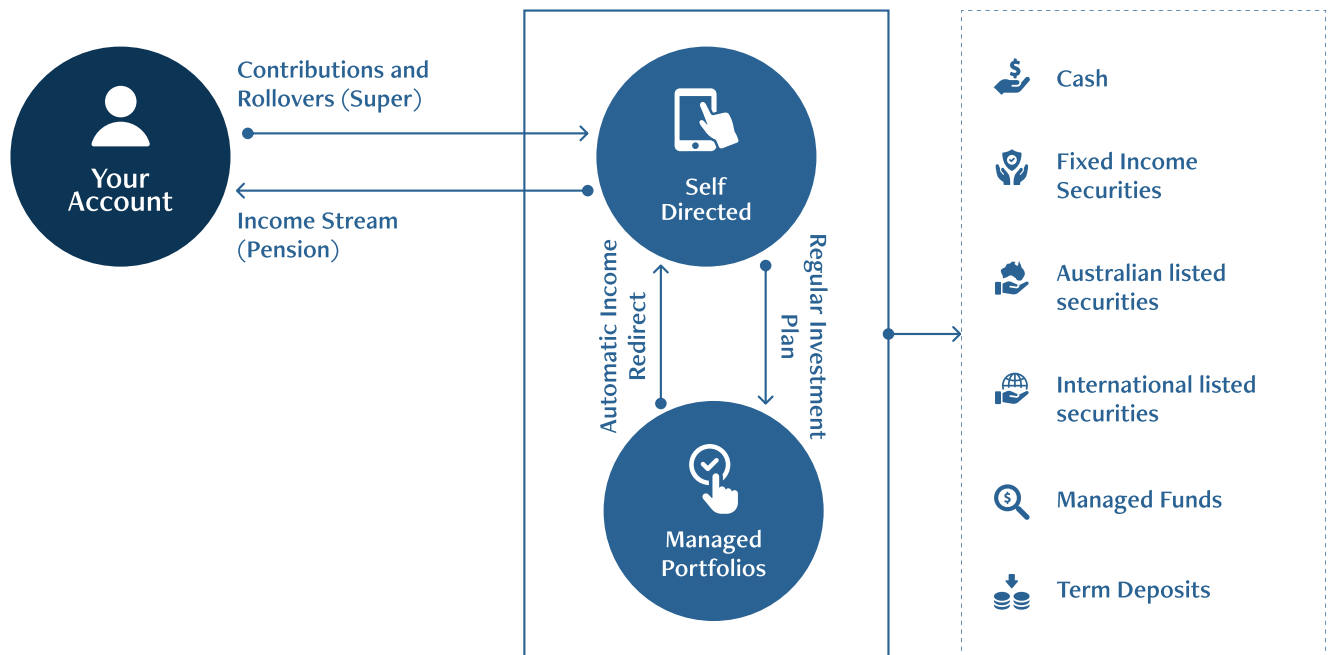 Contributions and
Rollovers (Super)
Your
Account
Income Stream
(Pension)
Self
Directed
Automatic Income
Redirect
Regular Investment
Plan
Managed
Portfolios
$
Cash
Fixed Income
Securities
Australian listed
securities
International listed
securities
$
Managed Funds
Term Deposits